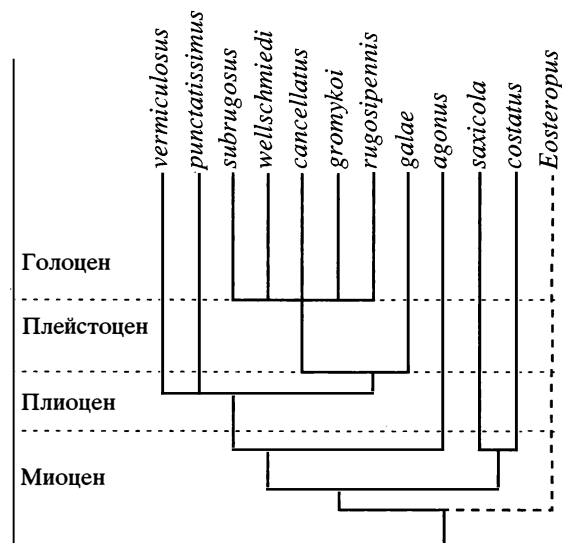 vermiculosus
punctatissimus
subrugosus
wellschmiedi
cancellatus
gromykoi
rugosipennis
galae
agonus
saxicola
costatus
Eosteropus
Голоцен
Плейстоцен
Плиоцен
Миоцен